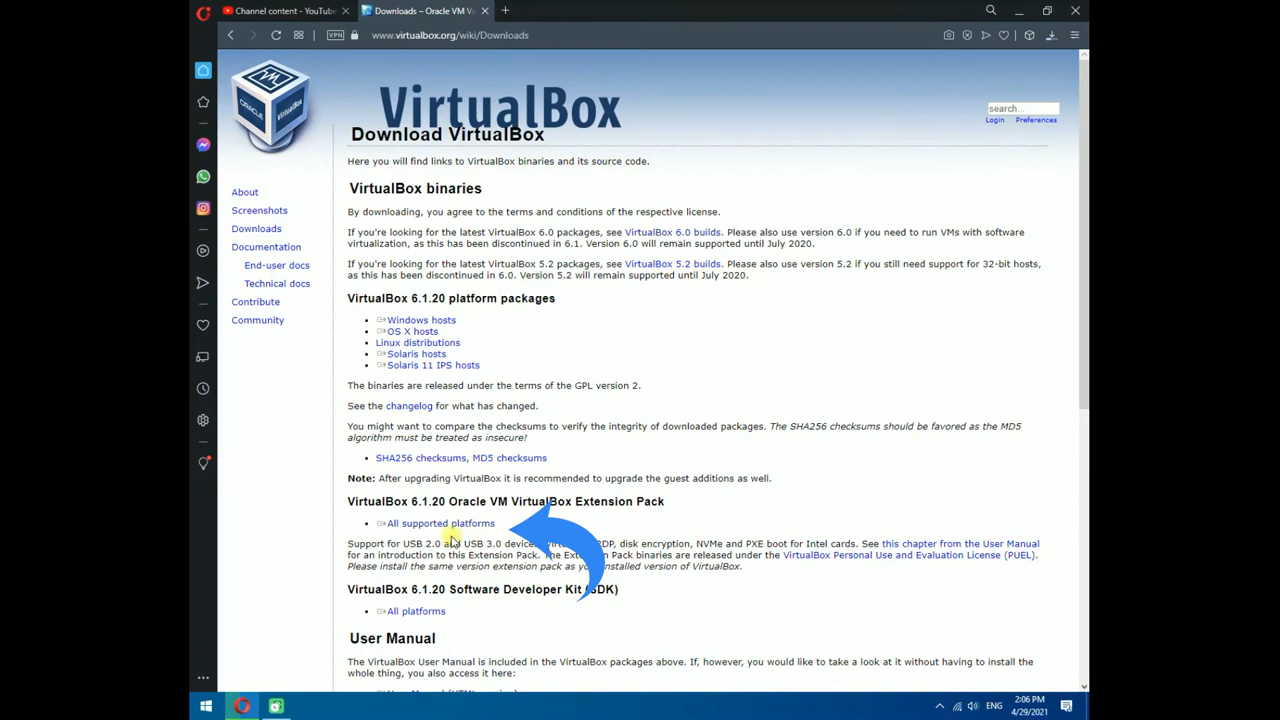 Channel content - YouTube
Downloads – Oracle VM Vi
VPN
www.virtualbox.org/wiki/Downloads
ORACLE
VirtualBox
VirtualBox
Download VirtualBox
search...
Login Preferences
Here you will find links to VirtualBox binaries and its source code.
About
Screenshots
Downloads
Documentation
End-user docs
Technical docs
Contribute
Community
VirtualBox binaries
By downloading, you agree to the terms and conditions of the respective license.
If you're looking for the latest VirtualBox 6.0 packages, see VirtualBox 6.0 builds. Please also use version 6.0 if you need to run VMs with software
virtualization, as this has been discontinued in 6.1. Version 6.0 will remain supported until July 2020.
If you're looking for the latest VirtualBox 5.2 packages, see VirtualBox 5.2 builds. Please also use version 5.2 if you still need support for 32-bit hosts,
as this has been discontinued in 6.0. Version 5.2 will remain supported until July 2020.
VirtualBox 6.1.20 platform packages
Windows hosts
OS X hosts
Linux distributions
Solaris hosts
Solaris 11 IPS hosts
The binaries are released under the terms of the GPL version 2.
See the changelog for what has changed.
You might want to compare the checksums to verify the integrity of downloaded packages. The SHA256 checksums should be favored as the MD5
algorithm must be treated as insecure!
SHA256 checksums, MD5 checksums
Note: After upgrading VirtualBox it is recommended to upgrade the guest additions as well.
VirtualBox 6.1.20 Oracle VM VirtualBox Extension Pack
All supported platforms
Support for USB 2.0 and USB 3.0 devices, RDP, disk encryption, NVMe and PXE boot for Intel cards. See this chapter from the User Manual
for an introduction to this Extension Pack. The Extension Pack binaries are released under the VirtualBox Personal Use and Evaluation License (PUEL).
Please install the same version extension pack as your installed version of VirtualBox.
VirtualBox 6.1.20 Software Developer Kit (SDK)
All platforms
User Manual
The VirtualBox User Manual is included in the VirtualBox packages above. If, however, you would like to take a look at it without having to install the
whole thing, you also access it here:
ENG
2:06 PM
4/29/2021